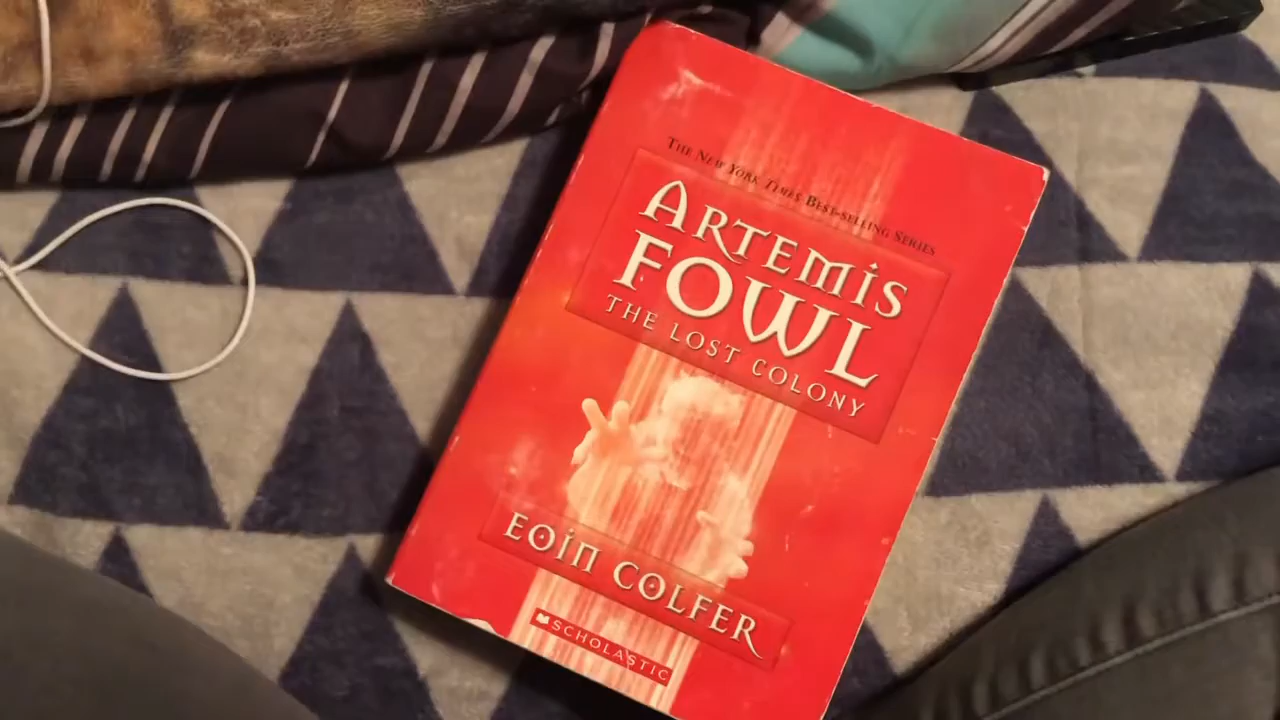 THE NEW YORK TIMES BEST-SELLING SERIES
ARTEMIS
FOWL
THE LOST COLONY
EOIN COLFER
SCHOLASTIC